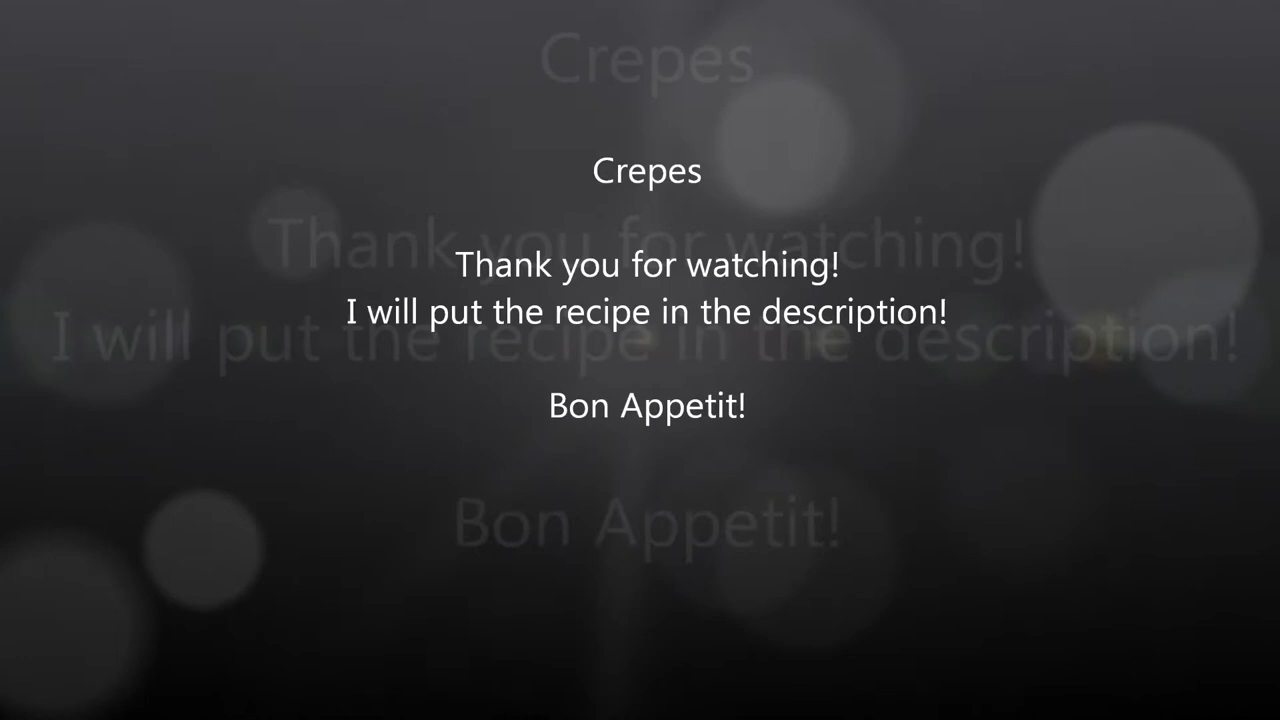 Crepes
Thank you for watching!
I will put the recipe in the description!
Bon Appetit!